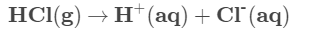 HCl(g) → H⁺(aq) + Cl⁻(aq)